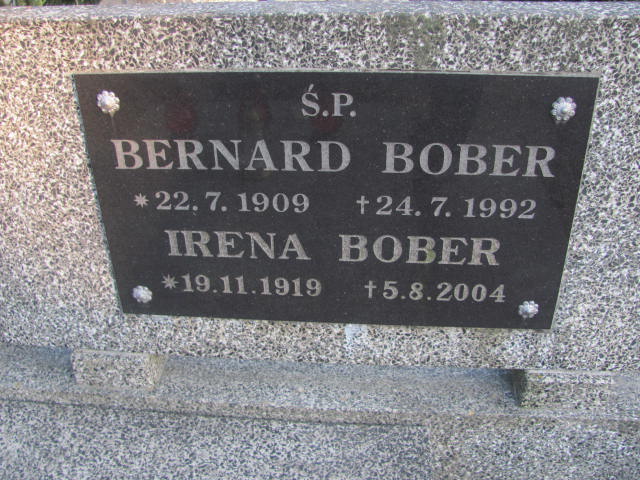 Ś.P.
BERNARD BOBER
*22.7.1909 †24.7.1992
IRENA BOBER
*19.11.1919 †5.8.2004